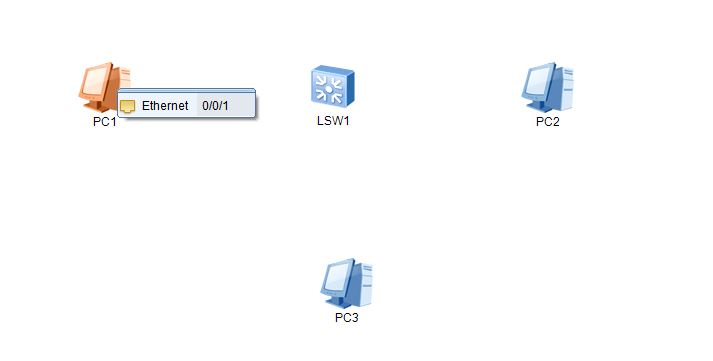 Ethernet 0/0/1
PC1
LSW1
PC2
PC3